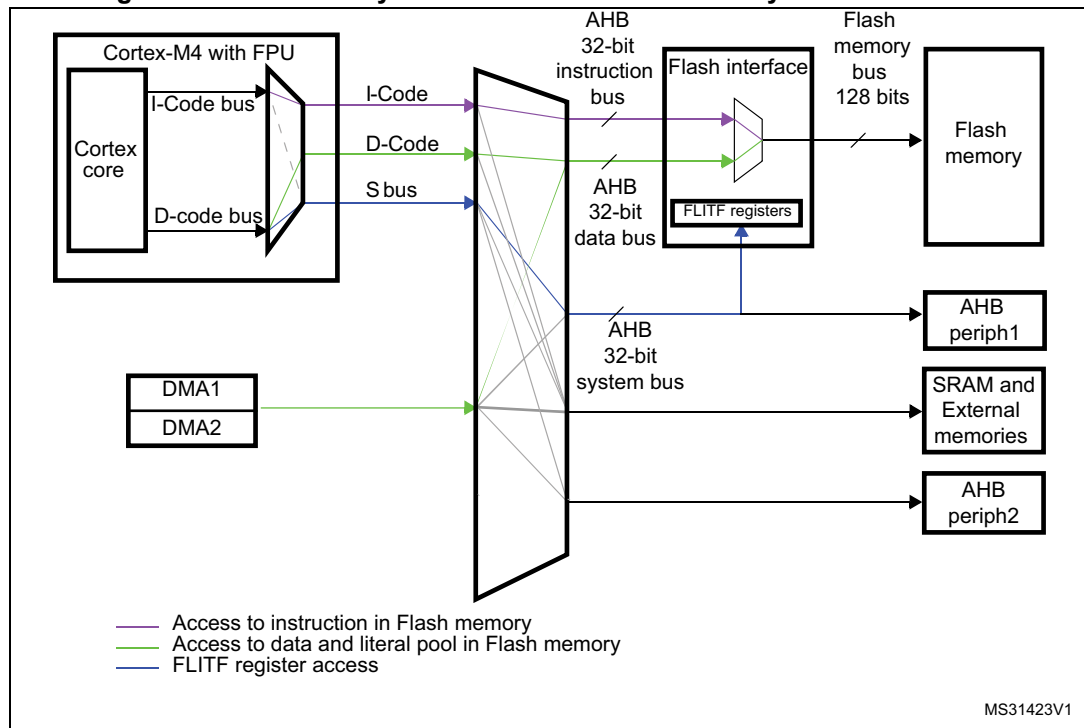 Cortex-M4 with FPU
I-Code bus
Cortex
core
D-code bus
I-Code
D-Code
S bus
AHB
32-bit
instruction
bus
Flash interface
Flash
memory
bus
128 bits
Flash
memory
AHB
32-bit
data bus
FLITF registers
AHB
32-bit
system bus
AHB
periph1
SRAM and
External
memories
AHB
periph2
DMA1
DMA2
Access to instruction in Flash memory
Access to data and literal pool in Flash memory
FLITF register access
MS31423V1